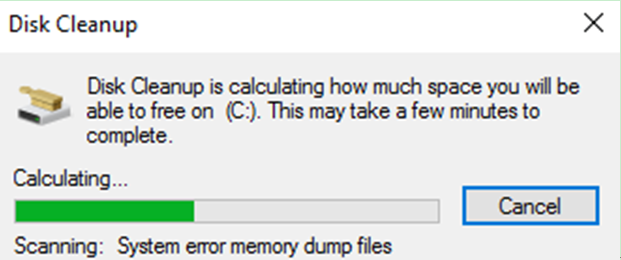 Disk Cleanup
Disk Cleanup is calculating how much space you will be
able to free on  (C:). This may take a few minutes to
complete.
Calculating...
Cancel
Scanning:  System error memory dump files